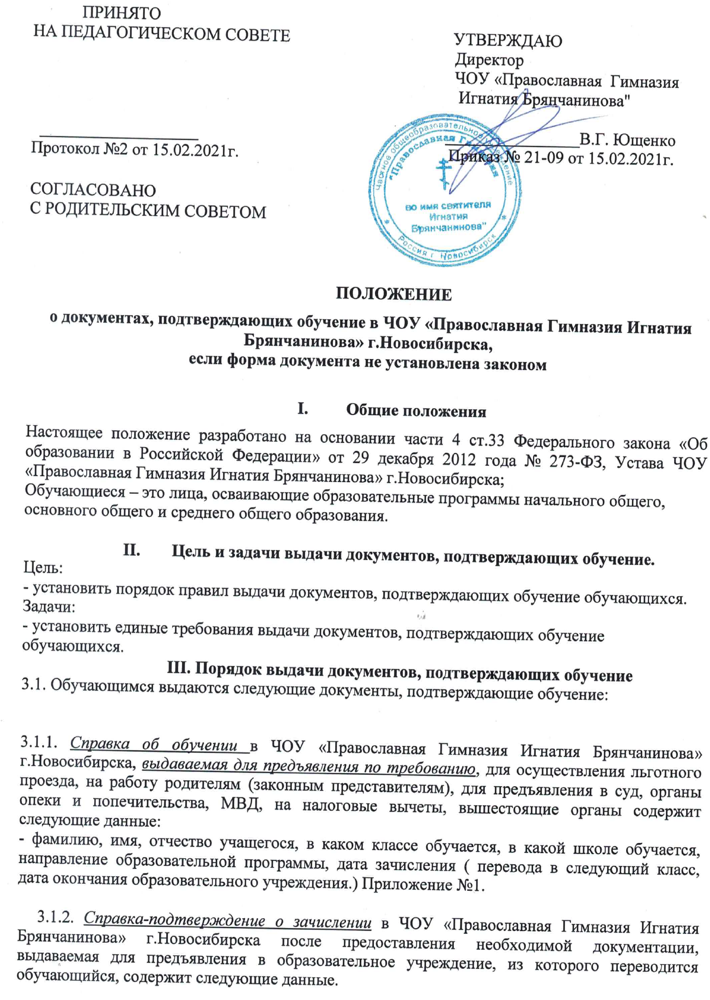 ПРИНЯТО
НА ПЕДАГОГИЧЕСКОМ СОВЕТЕ
Протокол №2 от 15.02.2021г.
СОГЛАСОВАНО
С РОДИТЕЛЬСКИМ СОВЕТОМ
УТВЕРЖДАЮ
Директор
ЧОУ «Православная Гимназия
Игнатия Брянчанинова"
В.Г. Ющенко
Приказ № 21-09 от 15.02.2021г.
Частное общеобразовательное учреждение
"Православная Гимназия
во имя святителя
Игнатия
Брянчанинова"
* Россия г. Новосибирск *
ПОЛОЖЕНИЕ
о документах, подтверждающих обучение в ЧОУ «Православная Гимназия Игнатия
Брянчанинова» г.Новосибирска,
если форма документа не установлена законом
I. Общие положения
Настоящее положение разработано на основании части 4 ст.33 Федерального закона «Об
образовании в Российской Федерации» от 29 декабря 2012 года № 273-ФЗ, Устава ЧОУ
«Православная Гимназия Игнатия Брянчанинова» г.Новосибирска;
Обучающиеся – это лица, осваивающие образовательные программы начального общего,
основного общего и среднего общего образования.
II. Цель и задачи выдачи документов, подтверждающих обучение.
Цель:
- установить порядок правил выдачи документов, подтверждающих обучение обучающихся.
Задачи:
- установить единые требования выдачи документов, подтверждающих обучение
обучающихся.
III. Порядок выдачи документов, подтверждающих обучение
3.1. Обучающимся выдаются следующие документы, подтверждающие обучение:
3.1.1. Справка об обучении в ЧОУ «Православная Гимназия Игнатия Брянчанинова»
г.Новосибирска, выдаваемая для предъявления по требованию, для осуществления льготного
проезда, на работу родителям (законным представителям), для предъявления в суд, органы
опеки и попечительства, МВД, на налоговые вычеты, вышестоящие органы содержит
следующие данные:
- фамилию, имя, отчество учащегося, в каком классе обучается, в какой школе обучается,
направление образовательной программы, дата зачисления ( перевода в следующий класс,
дата окончания образовательного учреждения.) Приложение №1.
3.1.2. Справка-подтверждение о зачислении в ЧОУ «Православная Гимназия Игнатия
Брянчанинова» г.Новосибирска после предоставления необходимой документации,
выдаваемая для предъявления в образовательное учреждение, из которого переводится
обучающийся, содержит следующие данные.